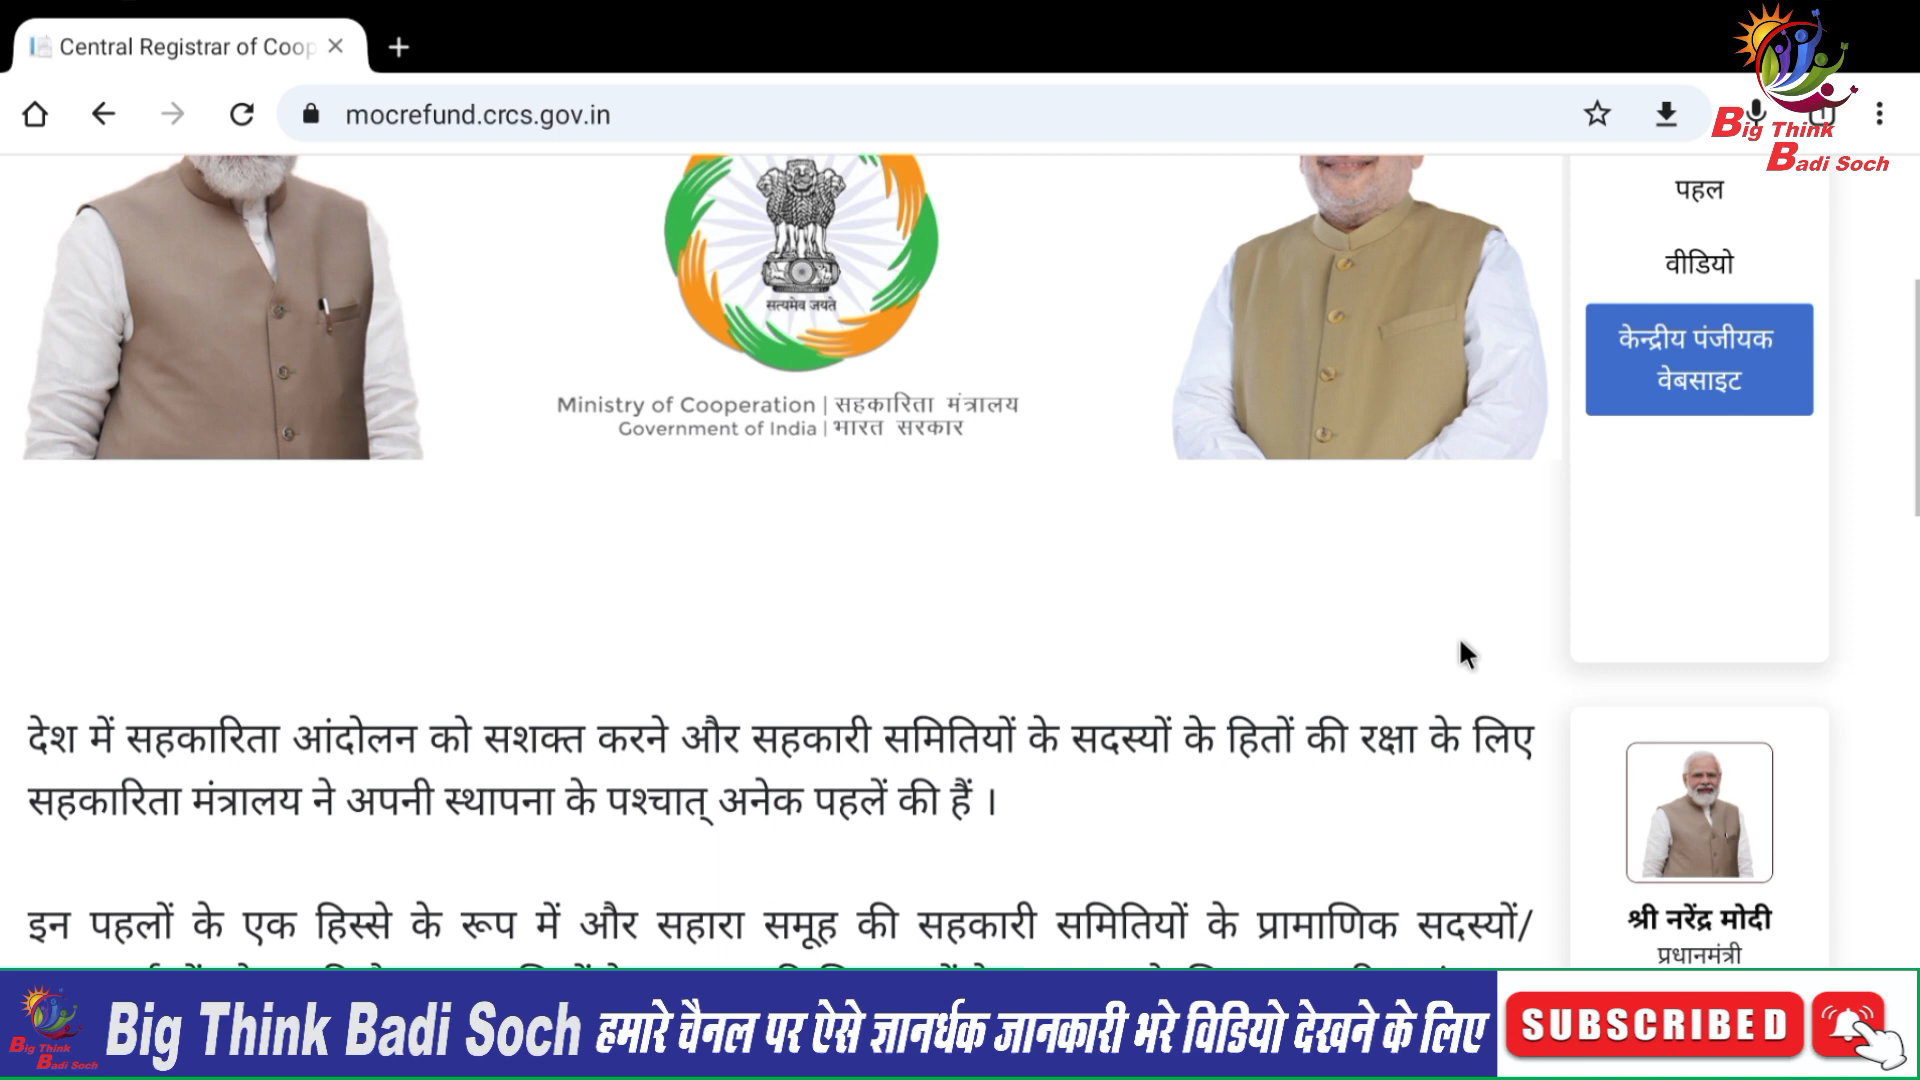 Central Registrar of Coop
mocrefund.crcs.gov.in
Big Think
Badi Soch
पहल
वीडियो
केन्द्रीय पंजीयक
वेबसाइट
सत्यमेव जयते
Ministry of Cooperation | सहकारिता मंत्रालय
Government of India | भारत सरकार
देश में सहकारिता आंदोलन को सशक्त करने और सहकारी समितियों के सदस्यों के हितों की रक्षा के लिए
सहकारिता मंत्रालय ने अपनी स्थापना के पश्चात् अनेक पहलें की हैं ।
इन पहलों के एक हिस्से के रूप में और सहारा समूह की सहकारी समितियों के प्रामाणिक सदस्यों/
श्री नरेंद्र मोदी
प्रधानमंत्री
Big Think
Badi Soch
Big Think Badi Soch हमारे चैनल पर ऐसे ज्ञानर्धक जानकारी भरे विडियो देखने के लिए
SUBSCRIBED